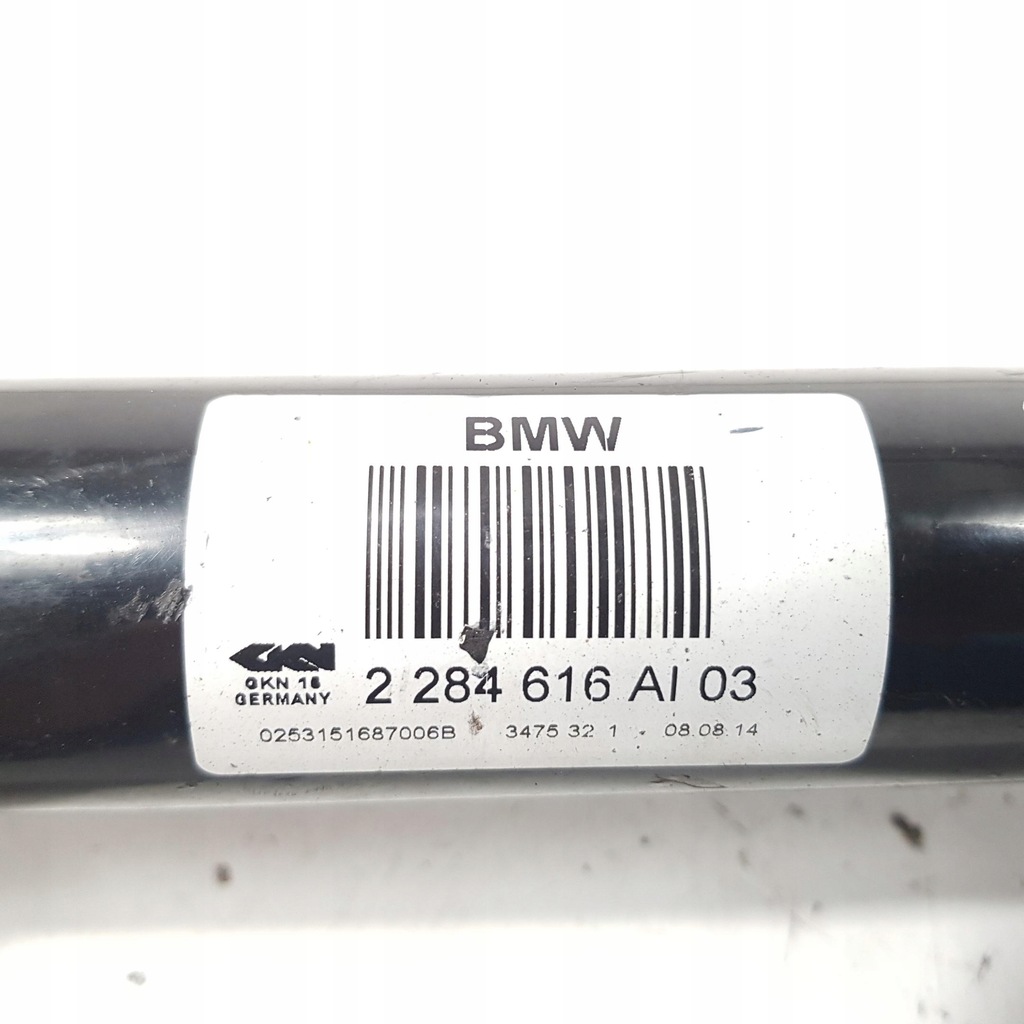 BMW
GKN
GKN 16
GERMANY
2 284 616 AI 03
0253151687006B 3475 32 1 08.08.14